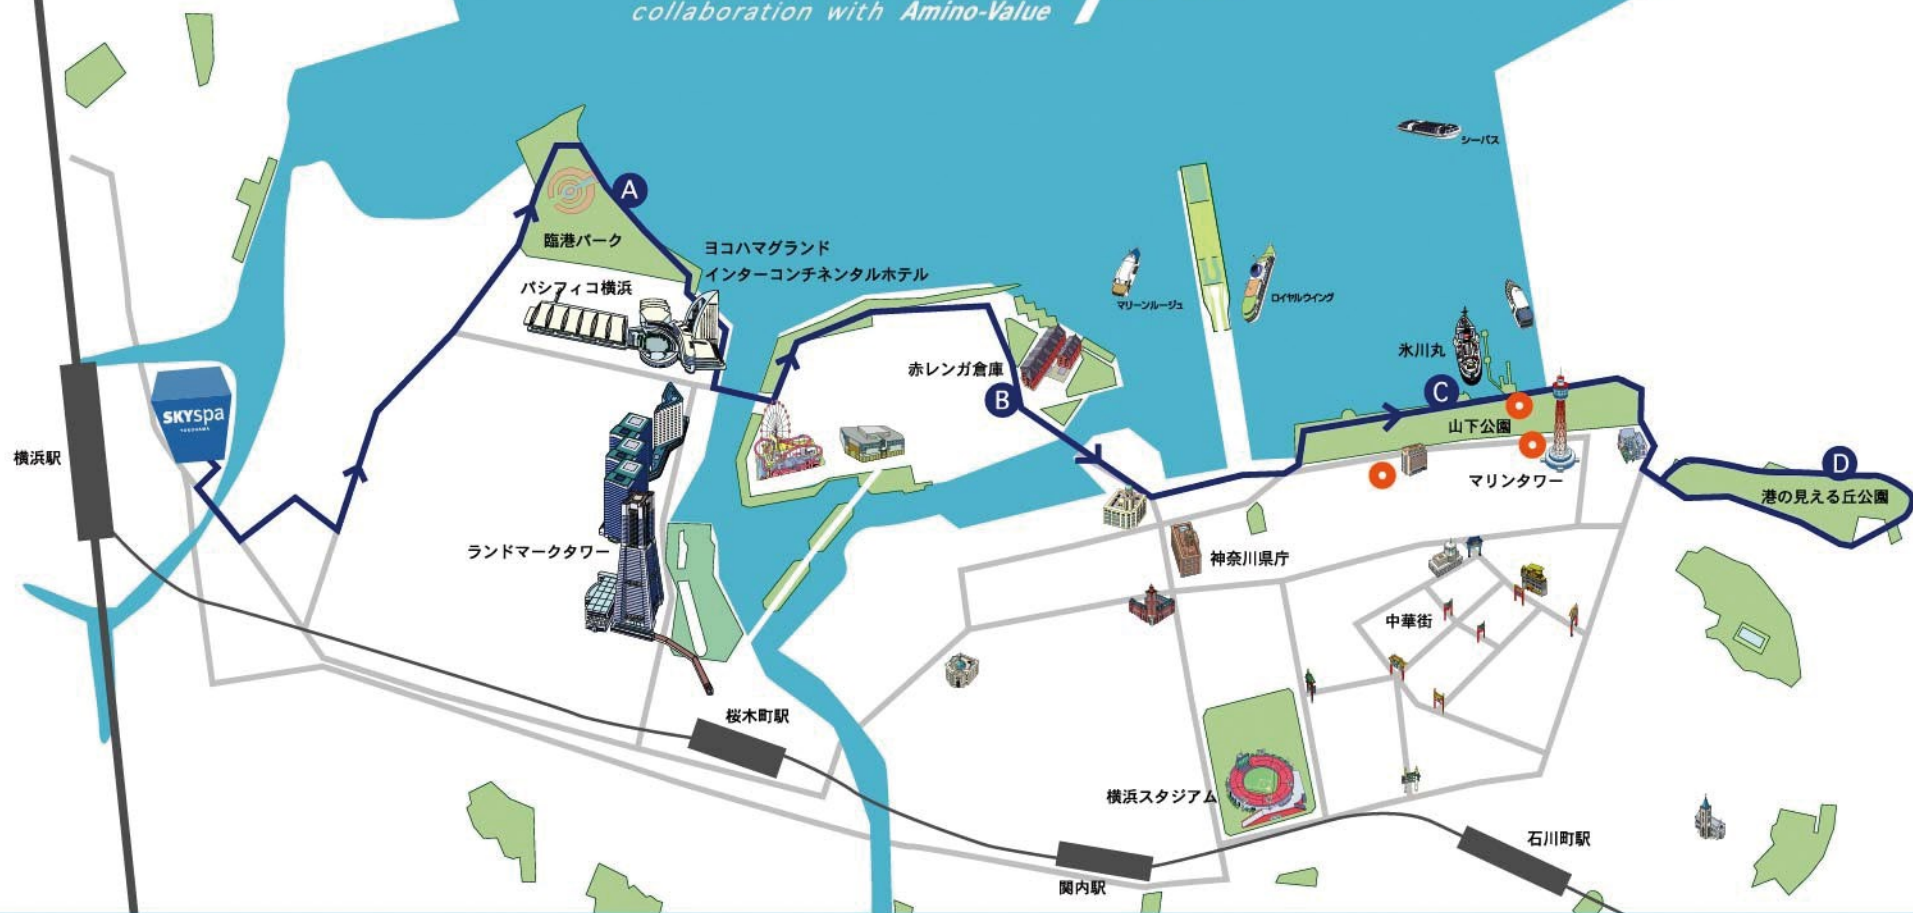 collaboration with Amino-Value
シーバス
A
臨港パーク
ヨコハマグランド
インターコンチネンタルホテル
パシフィコ横浜
マリーンルージュ
ロイヤルウイング
氷川丸
赤レンガ倉庫
B
C
山下公園
SKYspa
YOKOHAMA
横浜駅
マリンタワー
D
港の見える丘公園
ランドマークタワー
神奈川県庁
中華街
桜木町駅
横浜スタジアム
石川町駅
関内駅